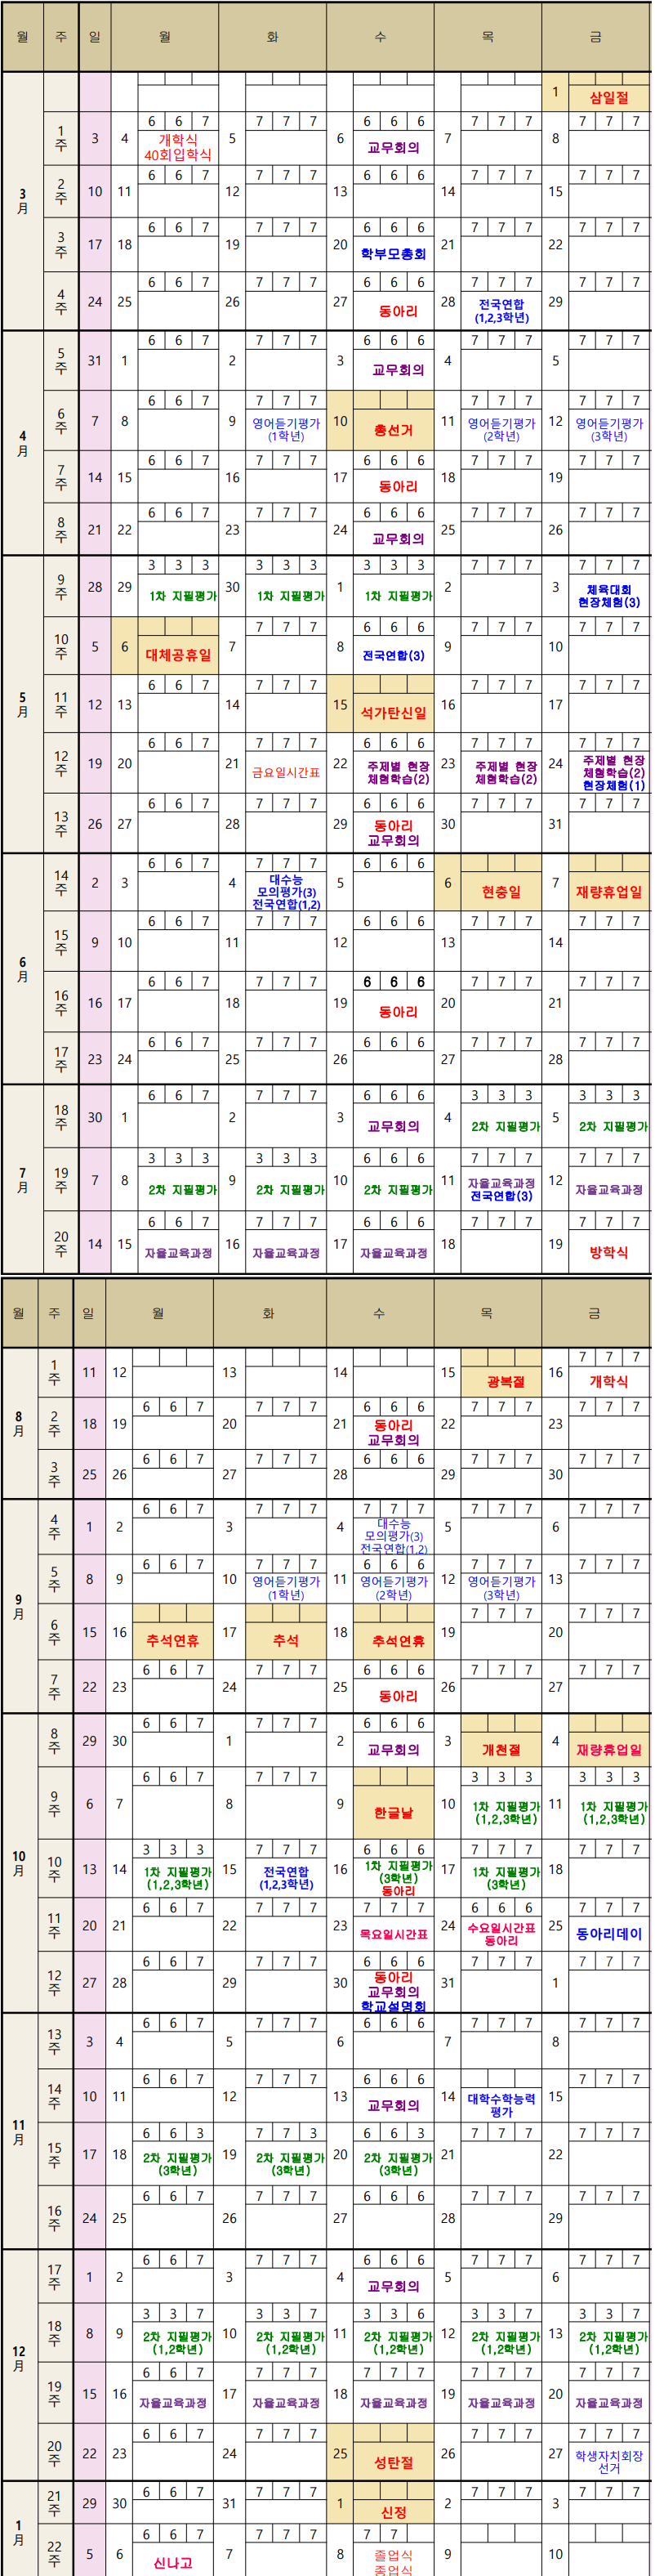 월 주 일 월 화 수 목 금
1
삼일절
6 6 7 7 7 7 6 6 6 7 7 7 7 7 7
1주 3 4 개학식 5 6 교무회의 7 8
40회입학식
6 6 7 7 7 7 6 6 6 7 7 7 7 7 7
3月 2주 10 11 12 13 14 15
6 6 7 7 7 7 6 6 6 7 7 7 7 7 7
3주 17 18 19 20 학부모총회 21 22
6 6 7 7 7 7 6 6 6 7 7 7 7 7 7
4주 24 25 26 27 동아리 28 전국연합 29
(1,2,3학년)
6 6 7 7 7 7 6 6 6 7 7 7 7 7 7
5주 31 1 2 3 교무회의 4 5
6 6 7 7 7 7 7 7 7 7 7 7
4月 6주 7 8 9 영어듣기평가 10 총선거 11 영어듣기평가 12 영어듣기평가
(1학년) (2학년) (3학년)
6 6 7 7 7 7 6 6 6 7 7 7 7 7 7
7주 14 15 16 17 동아리 18 19
6 6 7 7 7 7 6 6 6 7 7 7 7 7 7
8주 21 22 23 24 교무회의 25 26
3 3 3 3 3 3 3 3 3 7 7 7 7 7 7
9주 28 29 1차 지필평가 30 1차 지필평가 1 1차 지필평가 2 3 체육대회
현장체험(3)
7 7 7 6 6 6 7 7 7 7 7 7
10주 5 6 대체공휴일 7 8 전국연합(3) 9 10
6 6 7 7 7 7 7 7 7 7 7 7
5月 11주 12 13 14 15 석가탄신일 16 17
6 6 7 7 7 7 6 6 6 7 7 7 7 7 7
12주 19 20 21 금요일시간표 22 주제별 현장 23 주제별 현장 24 주제별 현장
체험학습(2) 체험학습(2) 체험학습(2)
현장체험(1)
6 6 7 7 7 7 6 6 6 7 7 7 7 7 7
13주 26 27 28 29 동아리 30 31
교무회의
6 6 7 7 7 7 6 6 6
14주 2 3 4 대수능 5 6 현충일 7 재량휴업일
모의평가(3)
전국연합(1,2)
6 6 7 7 7 7 6 6 6 7 7 7 7 7 7
6月 15주 9 10 11 12 13 14
6 6 7 7 7 7 6 6 6 7 7 7 7 7 7
16주 16 17 18 19 동아리 20 21
6 6 7 7 7 7 6 6 6 7 7 7 7 7 7
17주 23 24 25 26 27 28
6 6 7 7 7 7 6 6 6 3 3 3 3 3 3
18주 30 1 2 3 교무회의 4 2차 지필평가 5 2차 지필평가
3 3 3 3 3 3 6 6 6 7 7 7 7 7 7
7月 19주 7 8 2차 지필평가 9 2차 지필평가 10 2차 지필평가 11 자율교육과정 12 자율교육과정
전국연합(3)
6 6 7 7 7 7 6 6 6 7 7 7 7 7 7
20주 14 15 자율교육과정 16 자율교육과정 17 자율교육과정 18 19 방학식
월 주 일 월 화 수 목 금
7 7 7
1주 11 12 13 14 15 광복절 16 개학식
6 6 7 7 7 7 6 6 6 7 7 7 7 7 7
8月 2주 18 19 20 21 동아리 22 23
교무회의
6 6 7 7 7 7 6 6 6 7 7 7 7 7 7
3주 25 26 27 28 29 30
6 6 7 7 7 7 7 7 7 7 7 7 7 7 7
4주 1 2 3 4 대수능 5 6
모의평가(3)
전국연합(1,2)
6 6 7 7 7 7 6 6 6 7 7 7 7 7 7
5주 8 9 10 영어듣기평가 11 영어듣기평가 12 영어듣기평가 13
(1학년) (2학년) (3학년)
7 7 7 7 7 7
9月 6주 15 16 추석연휴 17 추석 18 추석연휴 19 20
6 6 7 7 7 7 6 6 6 7 7 7 7 7 7
7주 22 23 24 25 동아리 26 27
6 6 7 7 7 7 6 6 6
8주 29 30 1 2 교무회의 3 개천절 4 재량휴업일
6 6 7 7 7 7 3 3 3 3 3 3
9주 6 7 8 9 한글날 10 1차 지필평가 11 1차 지필평가
(1,2,3학년) (1,2,3학년)
3 3 3 7 7 7 6 6 6 7 7 7 7 7 7
10月 10주 13 14 1차 지필평가 15 전국연합 16 1차 지필평가 17 1차 지필평가 18
(1,2,3학년) (1,2,3학년) (3학년) (3학년)
동아리
6 6 7 7 7 7 7 7 7 6 6 6 7 7 7
11주 20 21 22 23 목요일시간표 24 수요일시간표 25 동아리데이
동아리
6 6 7 7 7 7 6 6 6 7 7 7 7 7 7
12주 27 28 29 30 동아리 31 1
교무회의
학교설명회
6 6 7 7 7 7 6 6 6 7 7 7 7 7 7
13주 3 4 5 6 7 8
6 6 7 7 7 7 6 6 6 7 7 7 7 7 7
11月 14주 10 11 12 13 교무회의 14 대학수학능력 15
평가
6 6 3 7 7 3 6 6 3 7 7 7 7 7 7
15주 17 18 2차 지필평가 19 2차 지필평가 20 2차 지필평가 21 22
(3학년) (3학년) (3학년)
6 6 7 7 7 7 6 6 6 7 7 7 7 7 7
16주 24 25 26 27 28 29
6 6 7 7 7 7 6 6 6 7 7 7 7 7 7
17주 1 2 3 4 교무회의 5 6
3 3 7 3 3 7 3 3 6 3 3 7 3 3 7
18주 8 9 2차 지필평가 10 2차 지필평가 11 2차 지필평가 12 2차 지필평가 13 2차 지필평가
(1,2학년) (1,2학년) (1,2학년) (1,2학년) (1,2학년)
6 6 7 7 7 7 7 7 7 7 7 7 7 7 7
12月 19주 15 16 자율교육과정 17 자율교육과정 18 자율교육과정 19 자율교육과정 20 자율교육과정
6 6 7 7 7 7 7 7 7 7 7 7
20주 22 23 24 25 성탄절 26 27 학생자치회장
선거
6 6 7 7 7 7 7 7 7 7 7 7
21주 29 30 31 1 신정 2 3
6 6 7 7 7 7 7 7
1月 22주 5 6 신나고 7 8 졸업식 9 10
종업식